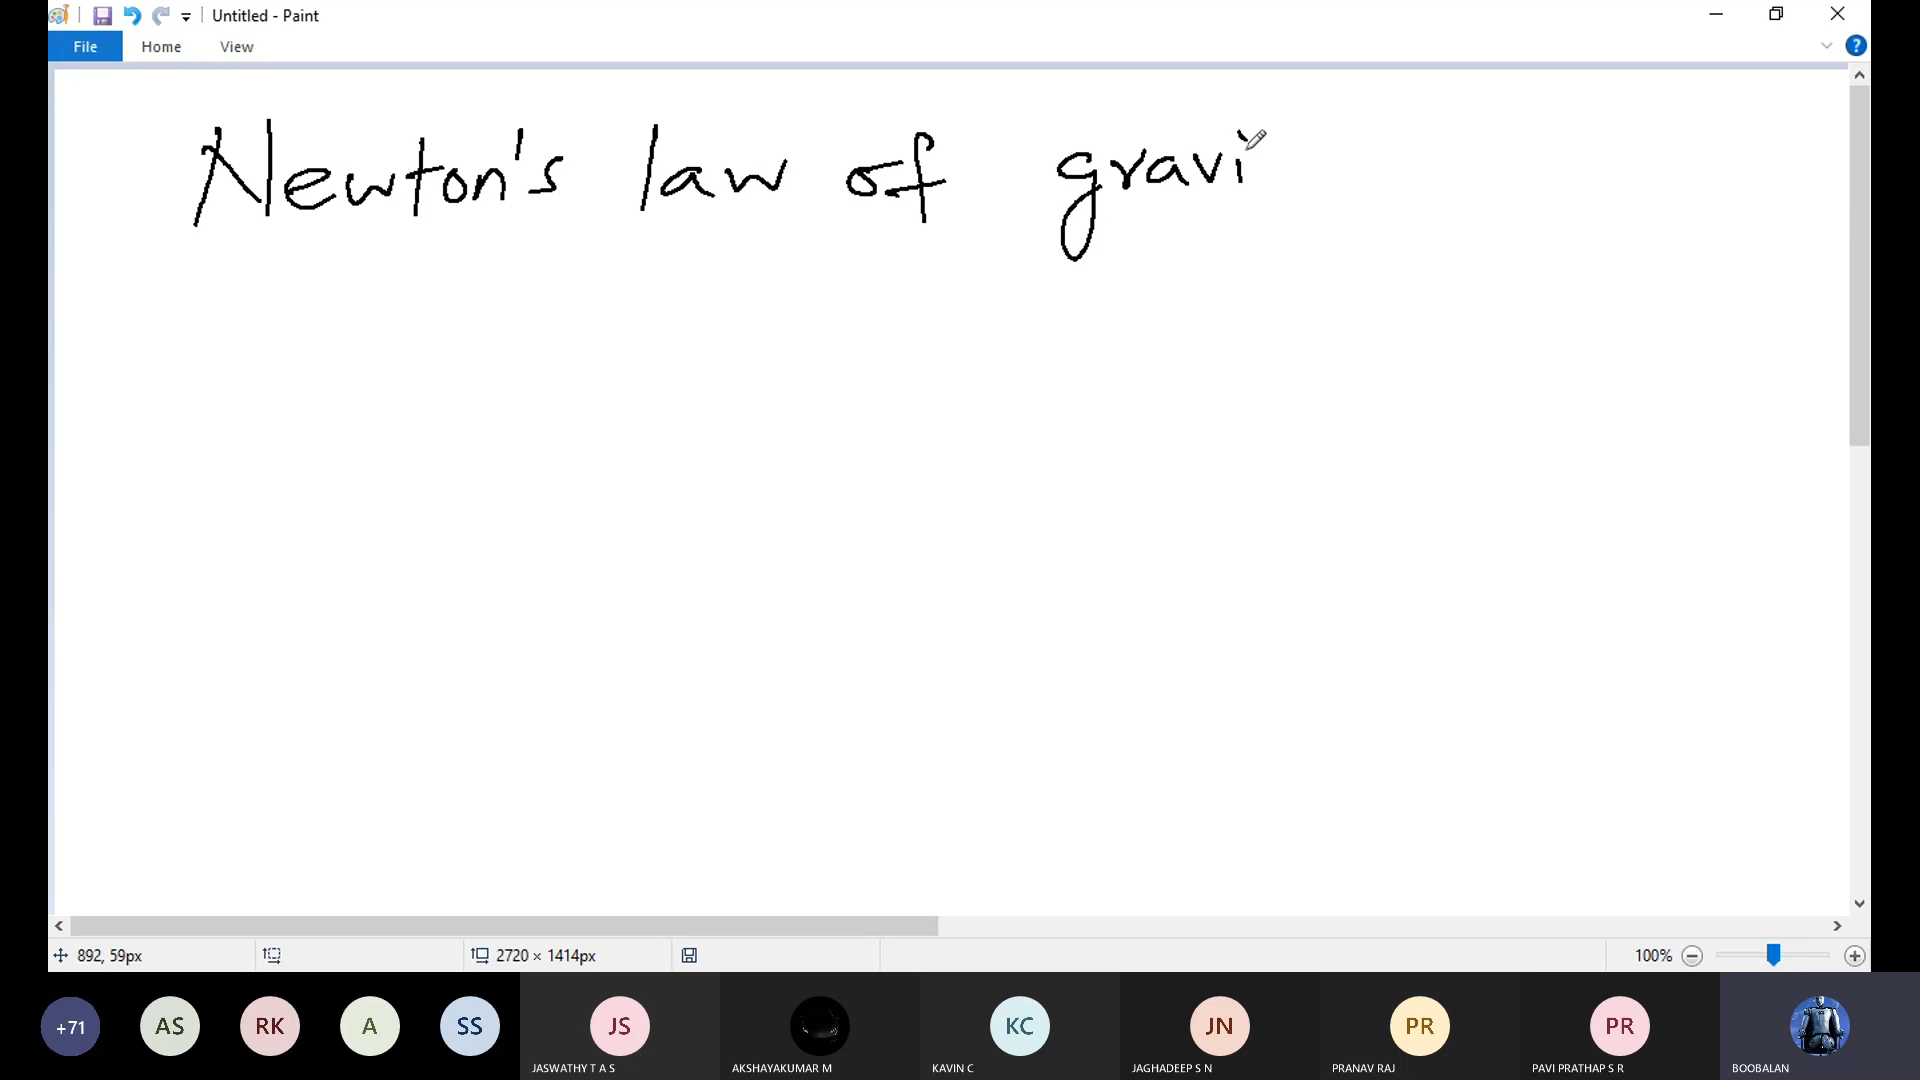 Untitled - Paint
File Home View ?
Newton's law of gravi
892, 59px 2720 × 1414px 100%
+71 AS RK A SS JS KC JN PR PR
JASWATHY T A S AKSHAYAKUMAR M KAVIN C JAGHADEEP S N PRANAV RAJ PAVI PRATHAP S R BOOBALAN